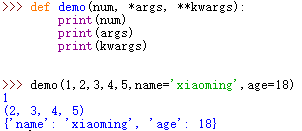 >>> def demo(num, *args, **kwargs):
        print(num)
        print(args)
        print(kwargs)
>>> demo(1,2,3,4,5,name='xiaoming',age=18)
1
(2, 3, 4, 5)
{'name': 'xiaoming', 'age': 18}